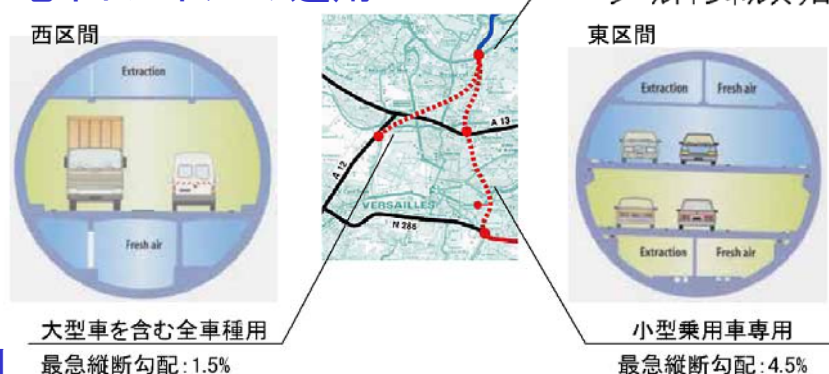 西区間
東区間
Extraction
Fresh air
Extraction
Fresh air
Extraction
Fresh air
A 13
A 12
VERSAILLES
N 286
大型車を含む全車種用
最急縦断勾配：1.5%
小型乗用車専用
最急縦断勾配：4.5%